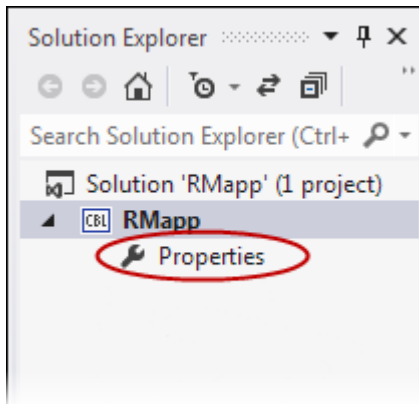 Solution Explorer
Search Solution Explorer (Ctrl+
Solution 'RMapp' (1 project)
CBL RMapp
Properties